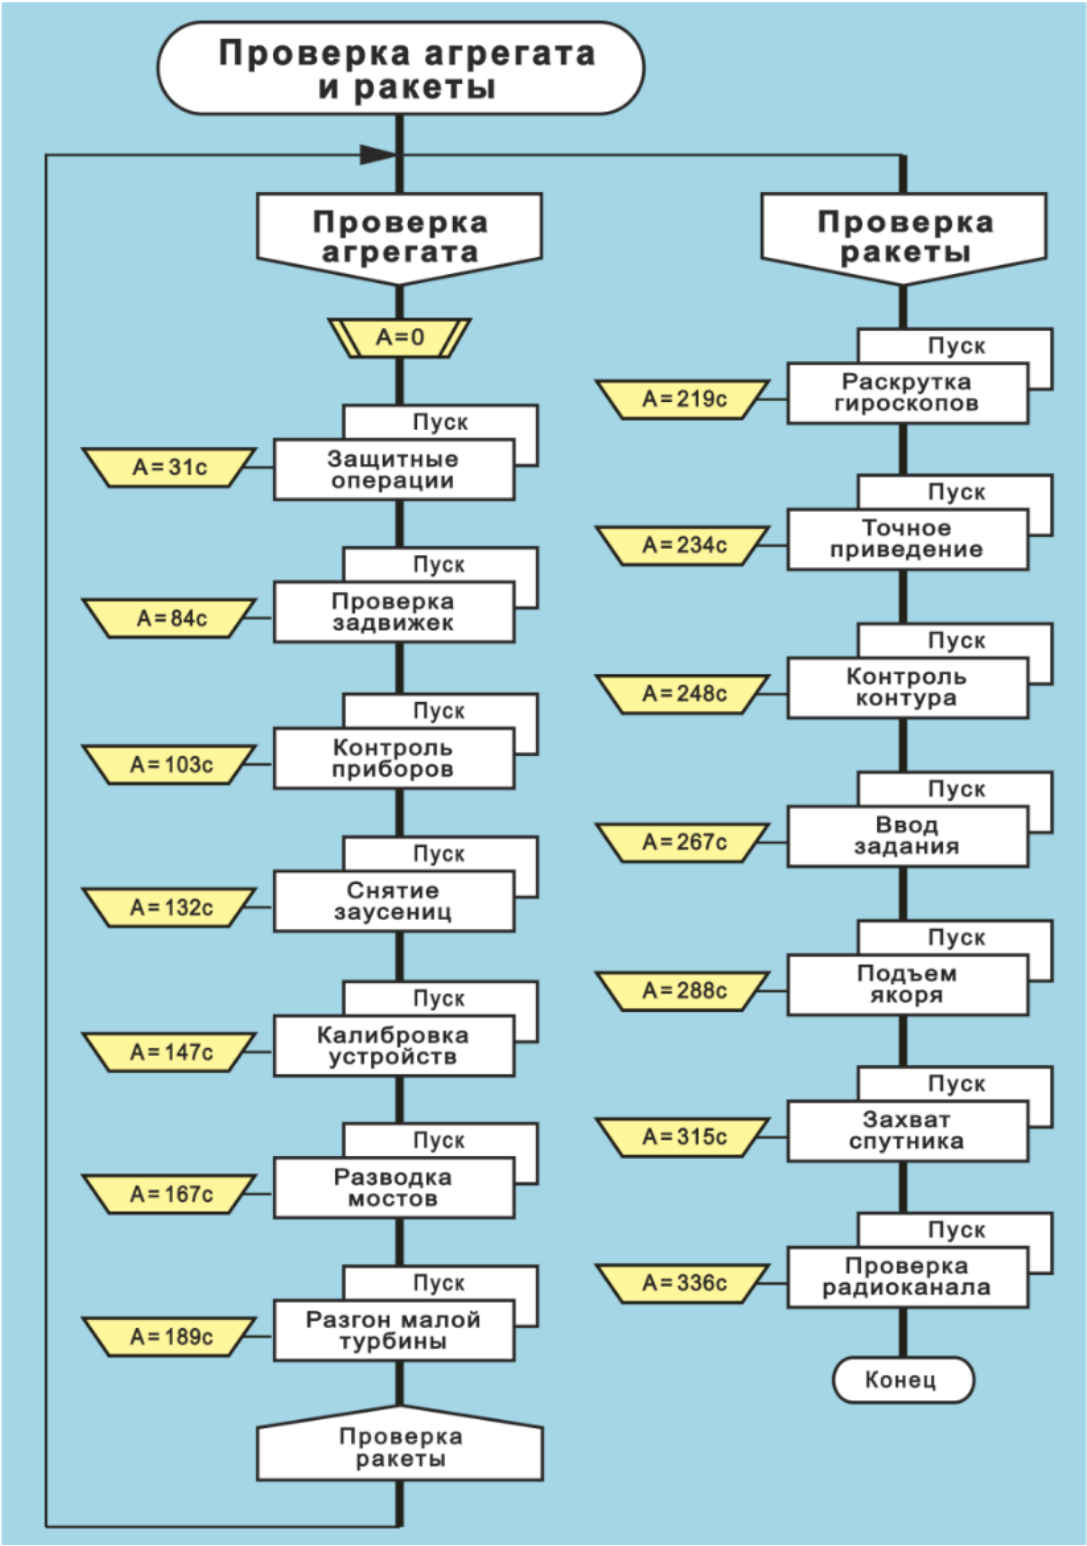 Проверка агрегата
и ракеты
Проверка
агрегата
А=0
Пуск
А=31с
Защитные
операции
Пуск
А=84с
Проверка
задвижек
Пуск
А=103с
Контроль
приборов
Пуск
А=132с
Снятие
заусениц
Пуск
А=147с
Калибровка
устройств
Пуск
А=167с
Разводка
мостов
Пуск
А=189с
Разгон малой
турбины
Проверка
ракеты
Проверка
ракеты
Пуск
А=219с
Раскрутка
гироскопов
Пуск
А=234с
Точное
приведение
Пуск
А=248с
Контроль
контура
Пуск
А=267с
Ввод
задания
Пуск
А=288с
Подъем
якоря
Пуск
А=315с
Захват
спутника
Пуск
А=336с
Проверка
радиоканала
Конец